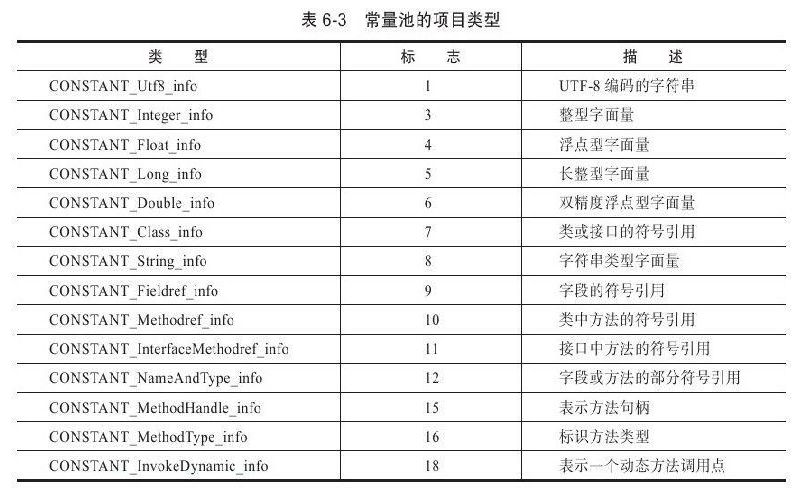 表 6-3 常量池的项目类型
类 型 标 志 描 述
CONSTANT_Utf8_info 1 UTF-8 编码的字符串
CONSTANT_Integer_info 3 整型字面量
CONSTANT_Float_info 4 浮点型字面量
CONSTANT_Long_info 5 长整型字面量
CONSTANT_Double_info 6 双精度浮点型字面量
CONSTANT_Class_info 7 类或接口的符号引用
CONSTANT_String_info 8 字符串类型字面量
CONSTANT_Fieldref_info 9 字段的符号引用
CONSTANT_Methodref_info 10 类中方法的符号引用
CONSTANT_InterfaceMethodref_info 11 接口中方法的符号引用
CONSTANT_NameAndType_info 12 字段或方法的部分符号引用
CONSTANT_MethodHandle_info 15 表示方法句柄
CONSTANT_MethodType_info 16 标识方法类型
CONSTANT_InvokeDynamic_info 18 表示一个动态方法调用点